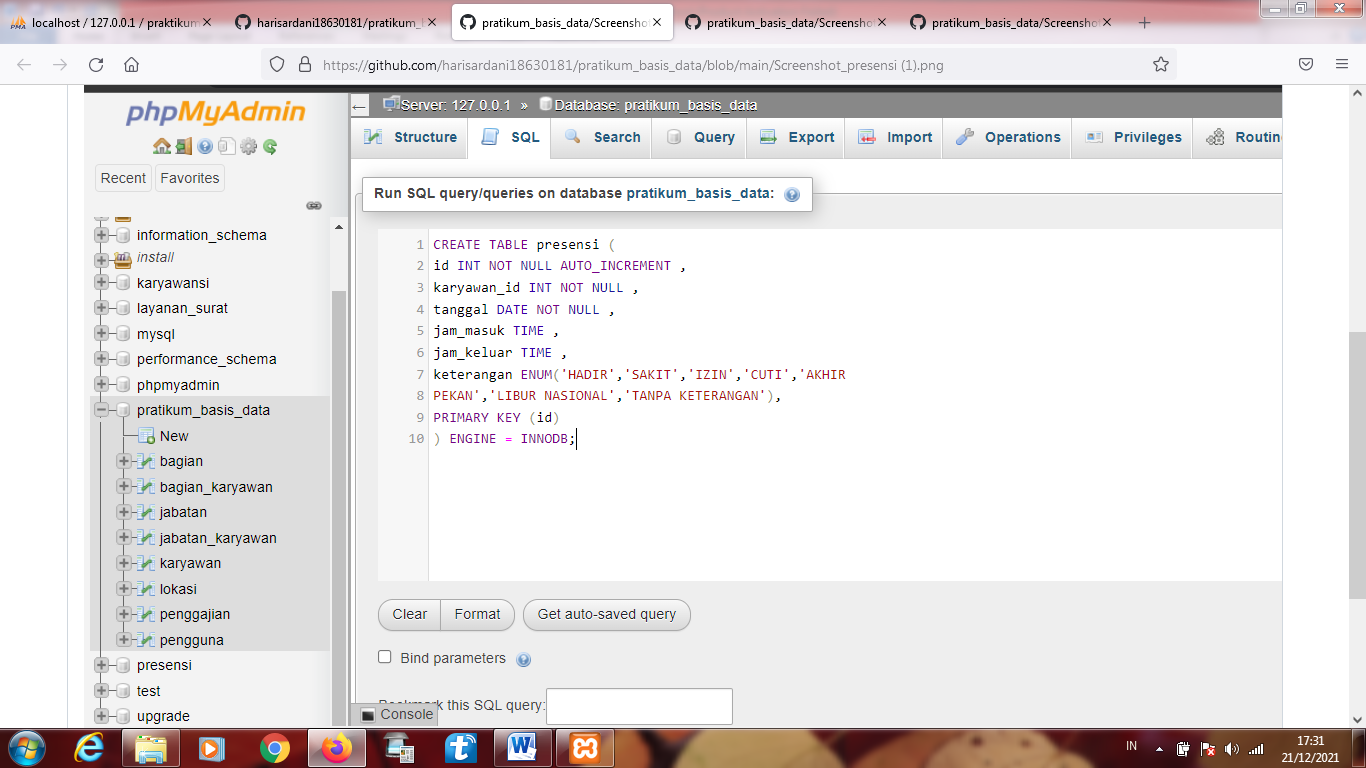 localhost / 127.0.0.1 / praktikum
harisardani18630181/pratikum_
pratikum_basis_data/Screenshot
pratikum_basis_data/Screenshot
pratikum_basis_data/Screenshot
https://github.com/harisardani18630181/pratikum_basis_data/blob/main/Screenshot_presensi (1).png
phpMyAdmin
Recent Favorites
information_schema
install
karyawansi
layanan_surat
mysql
performance_schema
phpmyadmin
pratikum_basis_data
New
bagian
bagian_karyawan
jabatan
jabatan_karyawan
karyawan
lokasi
penggajian
pengguna
presensi
test
upgrade
Server: 127.0.0.1 » Database: pratikum_basis_data
Structure SQL Search Query Export Import Operations Privileges Routin
Run SQL query/queries on database pratikum_basis_data:
1 CREATE TABLE presensi (
2 id INT NOT NULL AUTO_INCREMENT ,
3 karyawan_id INT NOT NULL ,
4 tanggal DATE NOT NULL ,
5 jam_masuk TIME ,
6 jam_keluar TIME ,
7 keterangan ENUM('HADIR','SAKIT','IZIN','CUTI','AKHIR
8 PEKAN','LIBUR NASIONAL','TANPA KETERANGAN'),
9 PRIMARY KEY (id)
10 ) ENGINE = INNODB;
Clear Format Get auto-saved query
Bind parameters
Bookmark this SQL query:
Console
IN
17:31
21/12/2021